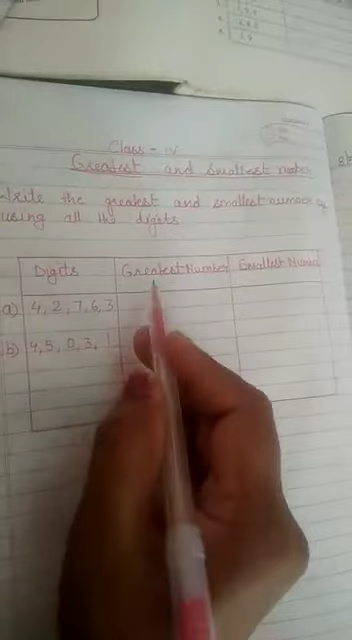 Class - IV
Greatest and smallest number
Write the greatest and smallest number by
using all the digits
Digits Greatest Number Smallest Number
a) 4, 2, 7, 6, 3
b) 4, 5, 0, 3, 1